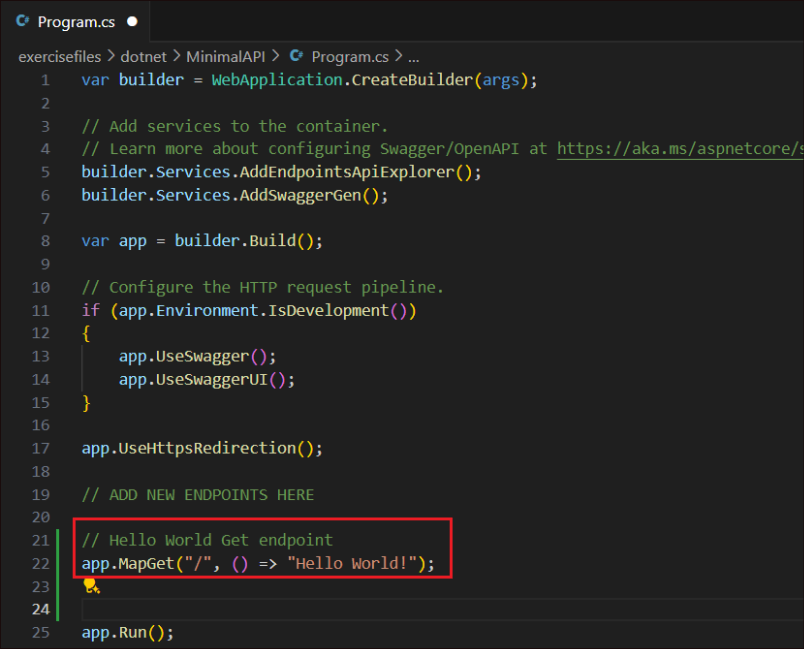 C# Program.cs
exercisefiles > dotnet > MinimalAPI > C# Program.cs > ...
1 var builder = WebApplication.CreateBuilder(args);
2
3 // Add services to the container.
4 // Learn more about configuring Swagger/OpenAPI at https://aka.ms/aspnetcore/s
5 builder.Services.AddEndpointsApiExplorer();
6 builder.Services.AddSwaggerGen();
7
8 var app = builder.Build();
9
10 // Configure the HTTP request pipeline.
11 if (app.Environment.IsDevelopment())
12 {
13     app.UseSwagger();
14     app.UseSwaggerUI();
15 }
16
17 app.UseHttpsRedirection();
18
19 // ADD NEW ENDPOINTS HERE
20
21 // Hello World Get endpoint
22 app.MapGet("/", () => "Hello World!");
23
24
25 app.Run();